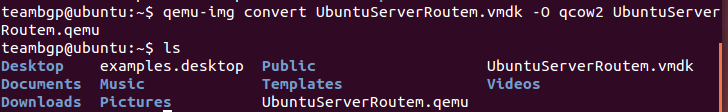 teambgp@ubuntu:~$ qemu-img convert UbuntuServerRoutem.vmdk -O qcow2 UbuntuServer
Routem.qemu
teambgp@ubuntu:~$ ls
Desktop examples.desktop Public UbuntuServerRoutem.vmdk
Documents Music Templates Videos
Downloads Pictures UbuntuServerRoutem.qemu